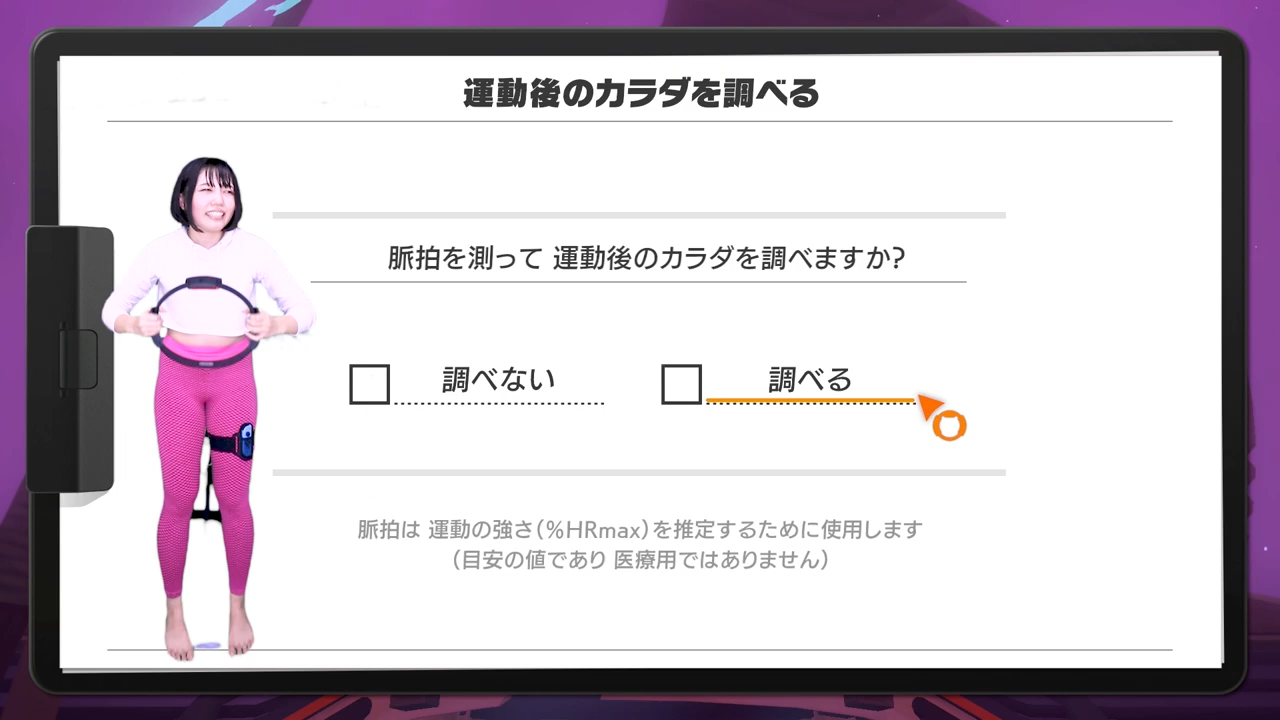 運動後のカラダを調べる
脈拍を測って 運動後のカラダを調べますか?
調べない
調べる
脈拍は 運動の強さ(%HRmax)を推定するために使用します
(目安の値であり 医療用ではありません)